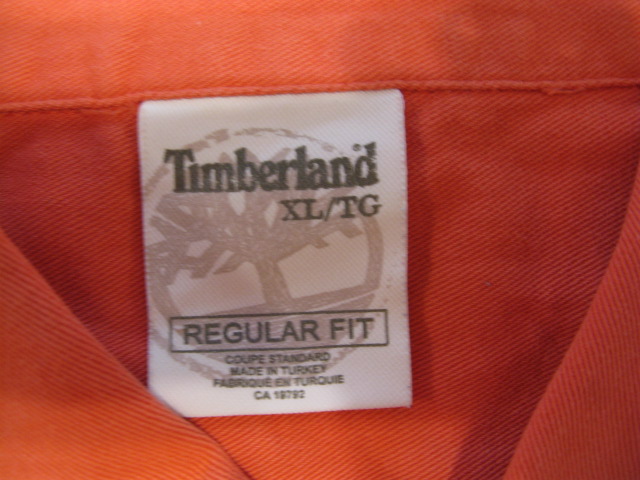 Timberland
XL/TG
REGULAR FIT
COUPE STANDARD
MADE IN TURKEY
FABRIQUÉ EN TURQUIE
CA 19792